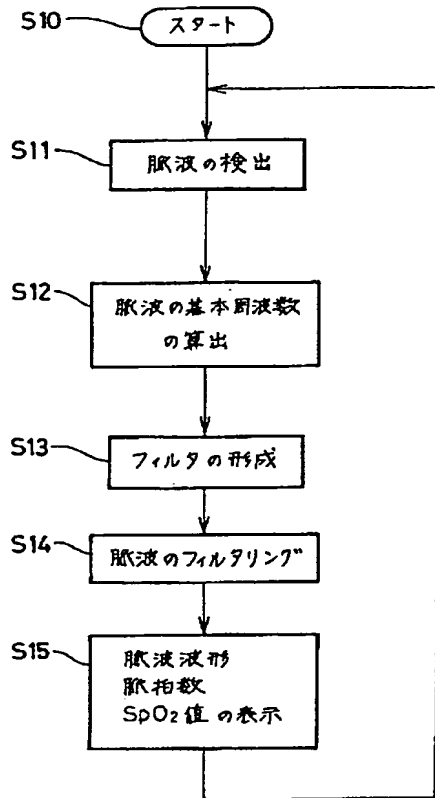 S10
スタート
S11
脈波の検出
S12
脈波の基本周波数
の算出
S13
フィルタの形成
S14
脈波のフィルタリング
S15
脈波波形
脈拍数
SpO₂値の表示